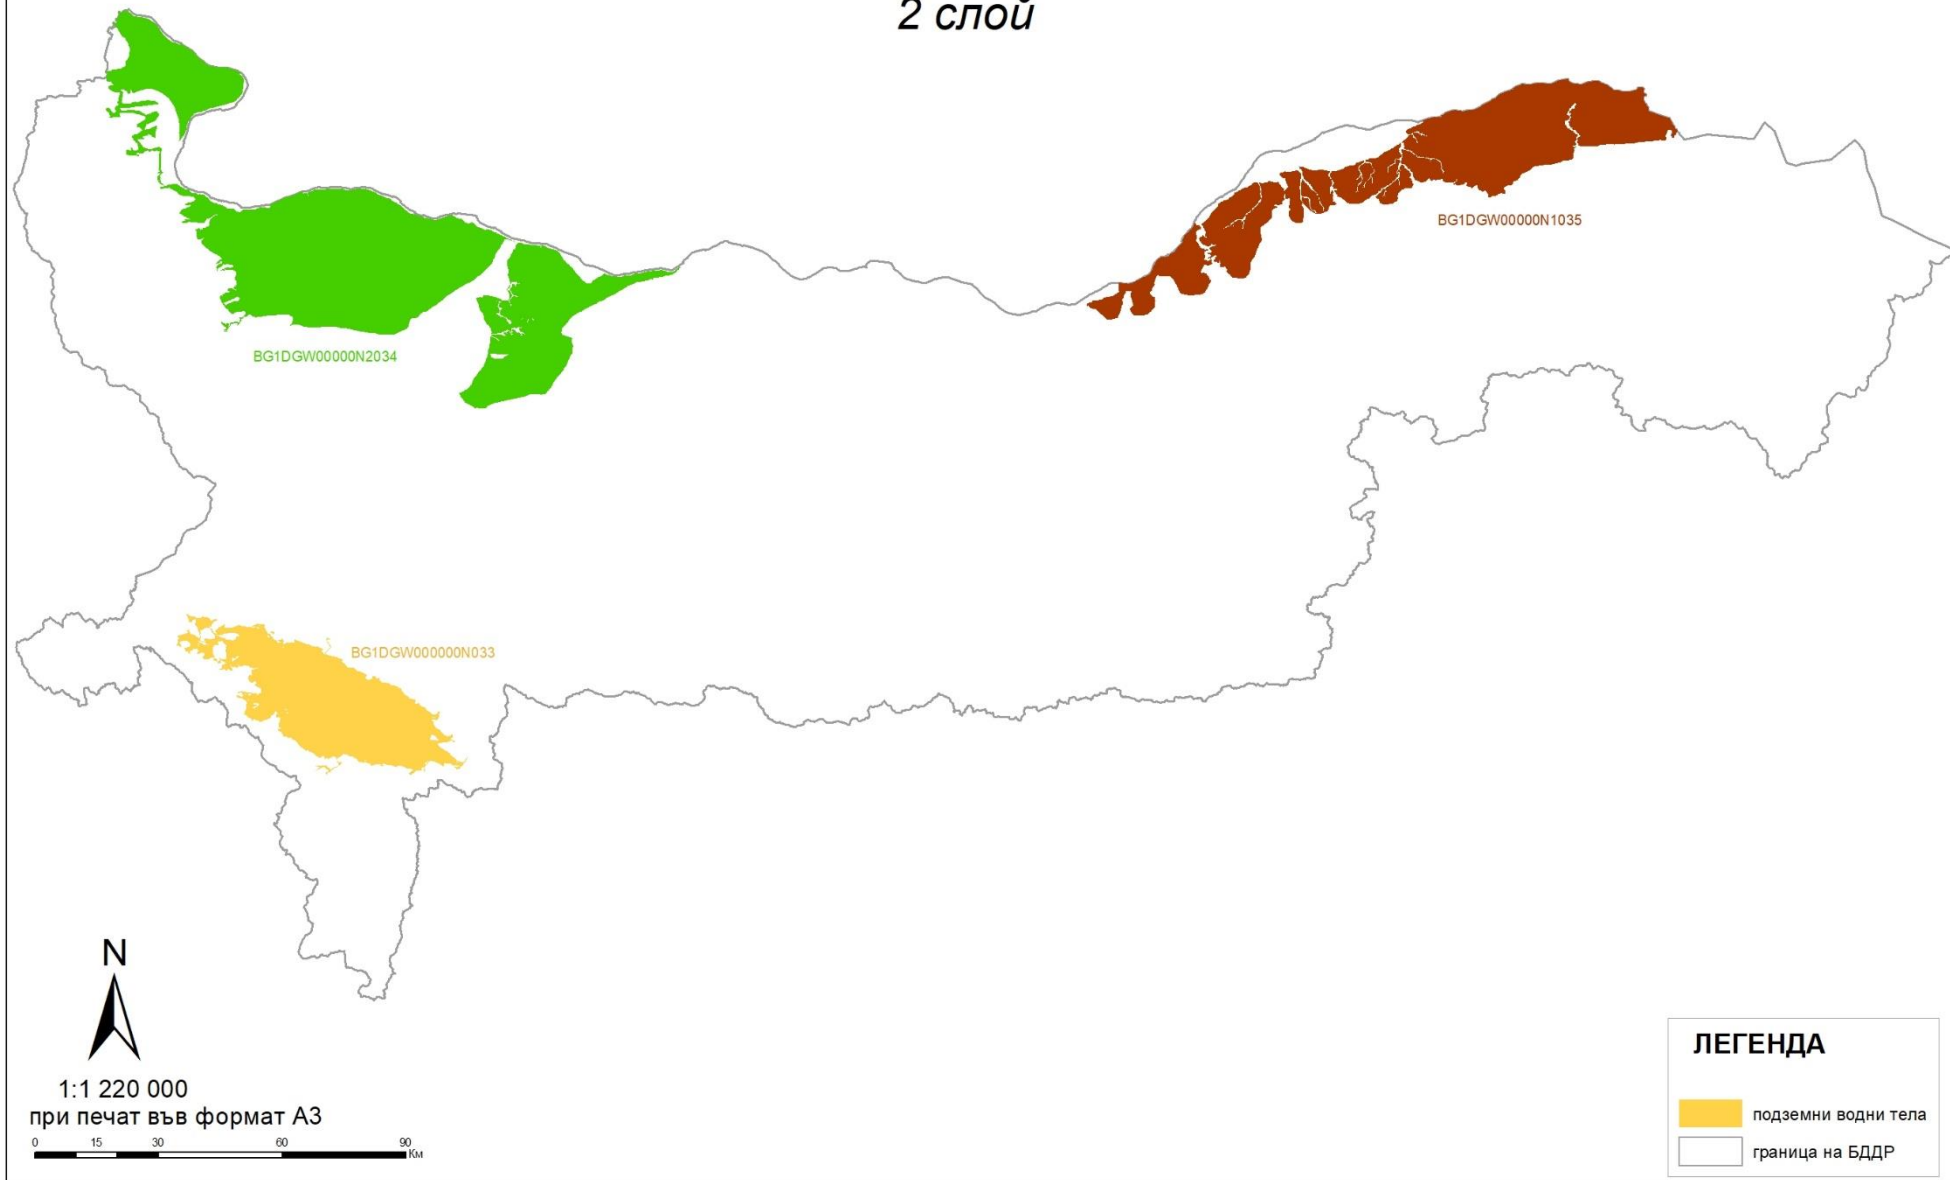 2 слой
BG1DGW00000N1035
BG1DGW00000N2034
BG1DGW000000N033
N
1:1 220 000
при печат във формат А3
0 15 30 60 90
Км
ЛЕГЕНДА
подземни водни тела
граница на БДДР